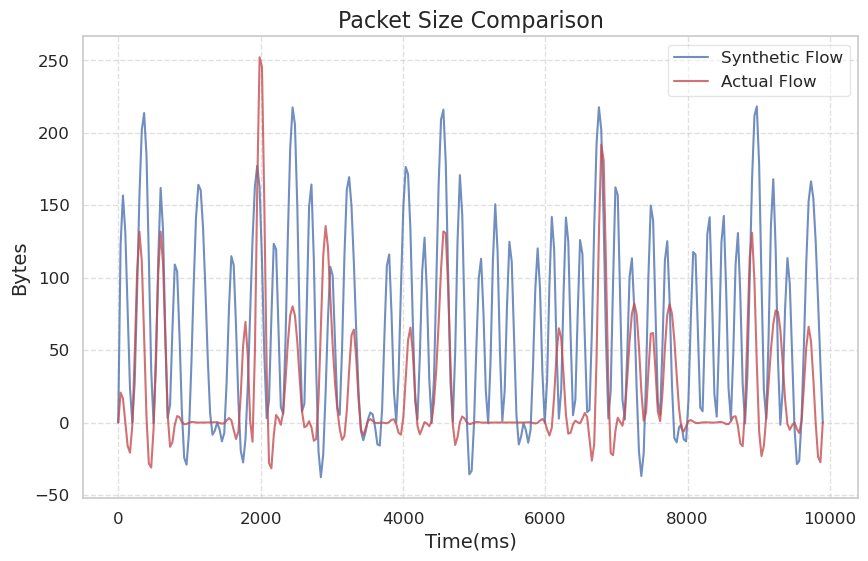 Packet Size Comparison
Synthetic Flow
Actual Flow
250
200
150
100
50
0
−50
Bytes
0 2000 4000 6000 8000 10000
Time(ms)